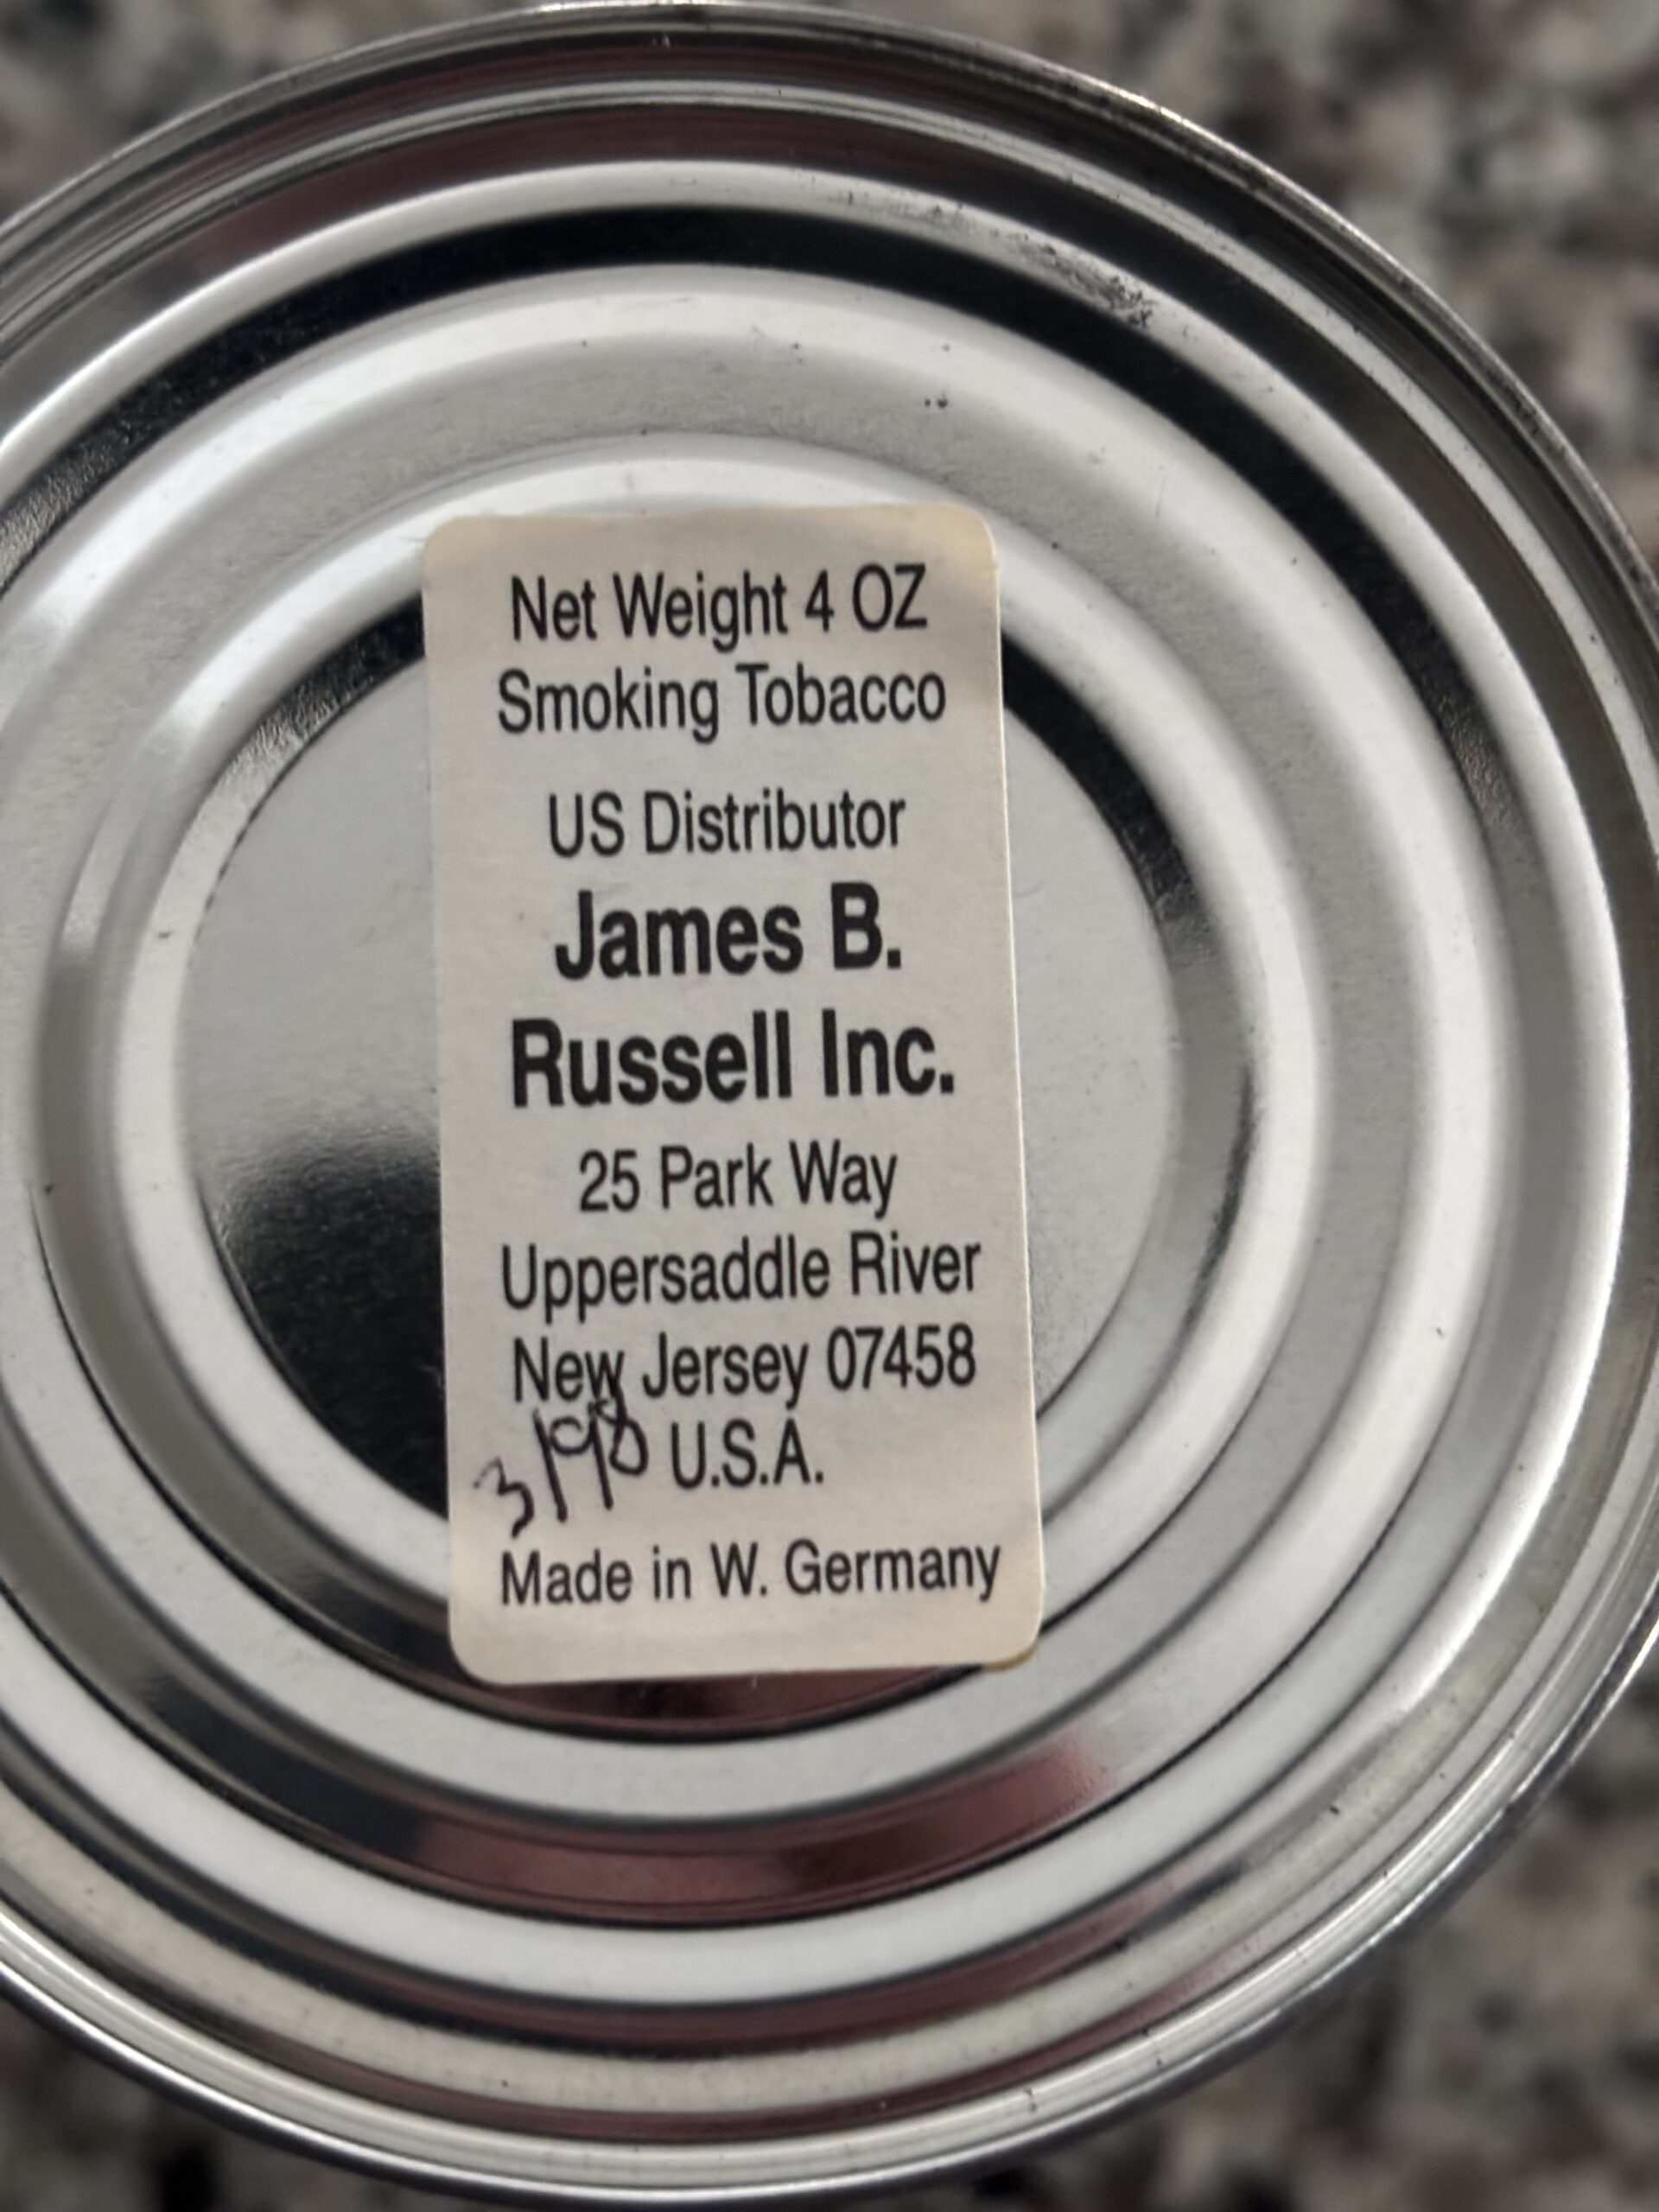 Net Weight 4 OZ
Smoking Tobacco
US Distributor
James B.
Russell Inc.
25 Park Way
Uppersaddle River
New Jersey 07458
3/98 U.S.A.
Made in W. Germany